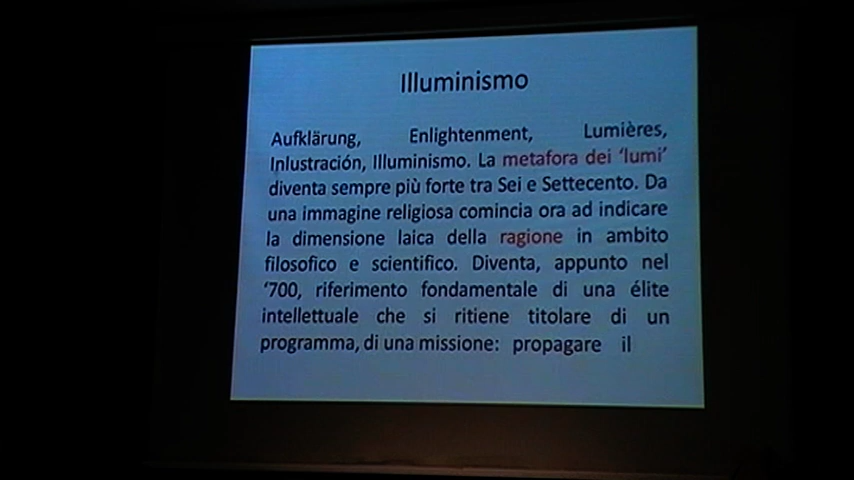 Illuminismo
Aufklärung, Enlightenment, Lumières,
Inlustración, Illuminismo. La metafora dei ‘lumi’
diventa sempre più forte tra Sei e Settecento. Da
una immagine religiosa comincia ora ad indicare
la dimensione laica della ragione in ambito
filosofico e scientifico. Diventa, appunto nel
‘700, riferimento fondamentale di una élite
intellettuale che si ritiene titolare di un
programma, di una missione: propagare il